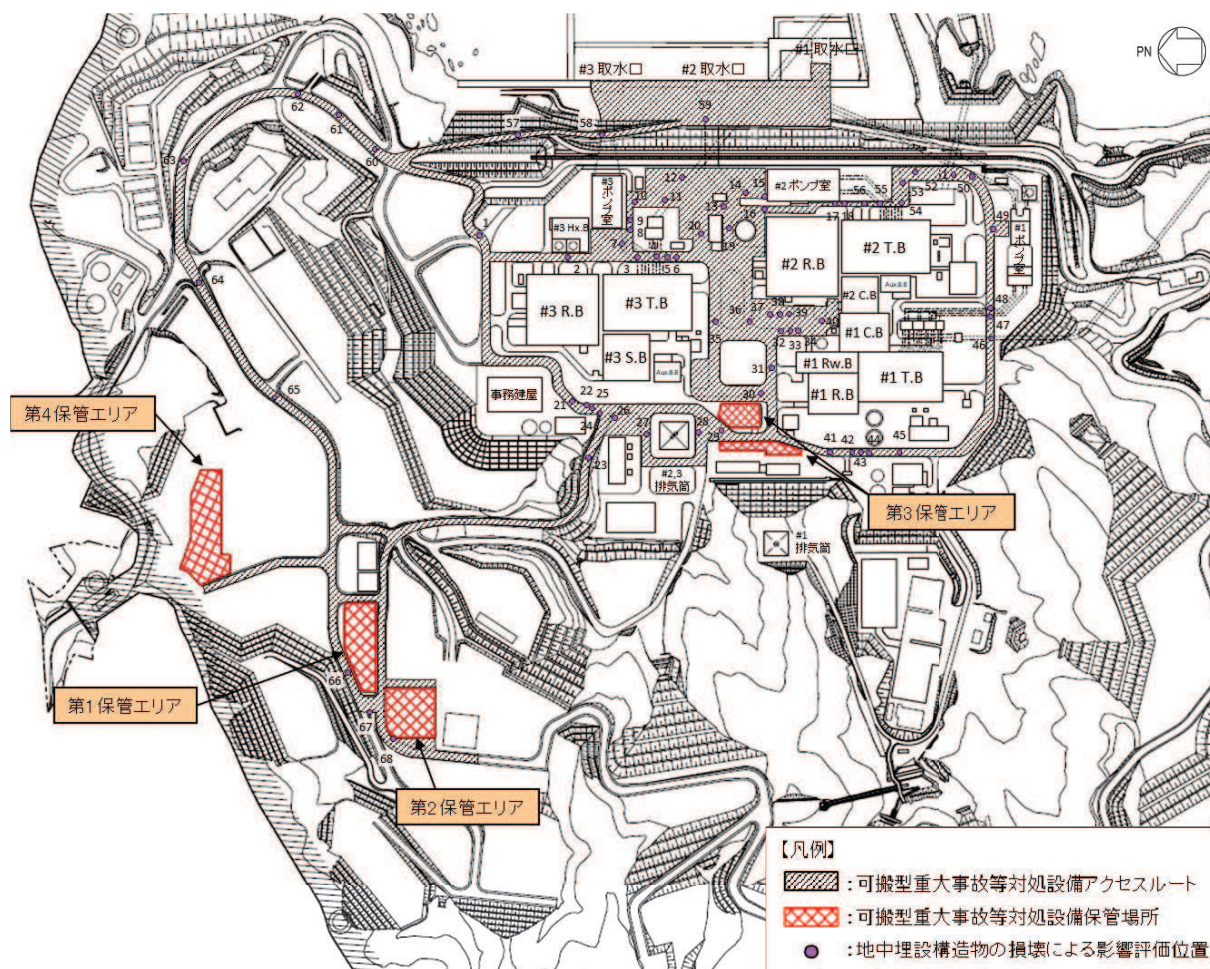 PN
#1 取水口
#3 取水口
#2 取水口
62
61
60
57
58
59
63
64
65
1
2
3
5
6
7
8
9
10
11
12
13
14
15
16
17
18
19
20
#3 ポンプ室
#3 Hx.B
#2 ポンプ室
56
55
53
52
54
51
50
49
#1 ポンプ室
48
47
46
#3 R.B
#3 T.B
#3 S.B
Aux.B.B
#2 R.B
#2 T.B
Aux.B.B
#2 C.B
#1 C.B
#1 Rw.B
#1 R.B
#1 T.B
35
36
37
38
39
40
32
33
34
31
30
事務建屋
21
22
25
24
26
23
27
28
29
41
42
43
44
45
#2,3
排気筒
#1
排気筒
第4保管エリア
第3保管エリア
第1保管エリア
第2保管エリア
66
67
68
【凡例】
:可搬型重大事故等対処設備アクセスルート
:可搬型重大事故等対処設備保管場所
:地中埋設構造物の損壊による影響評価位置